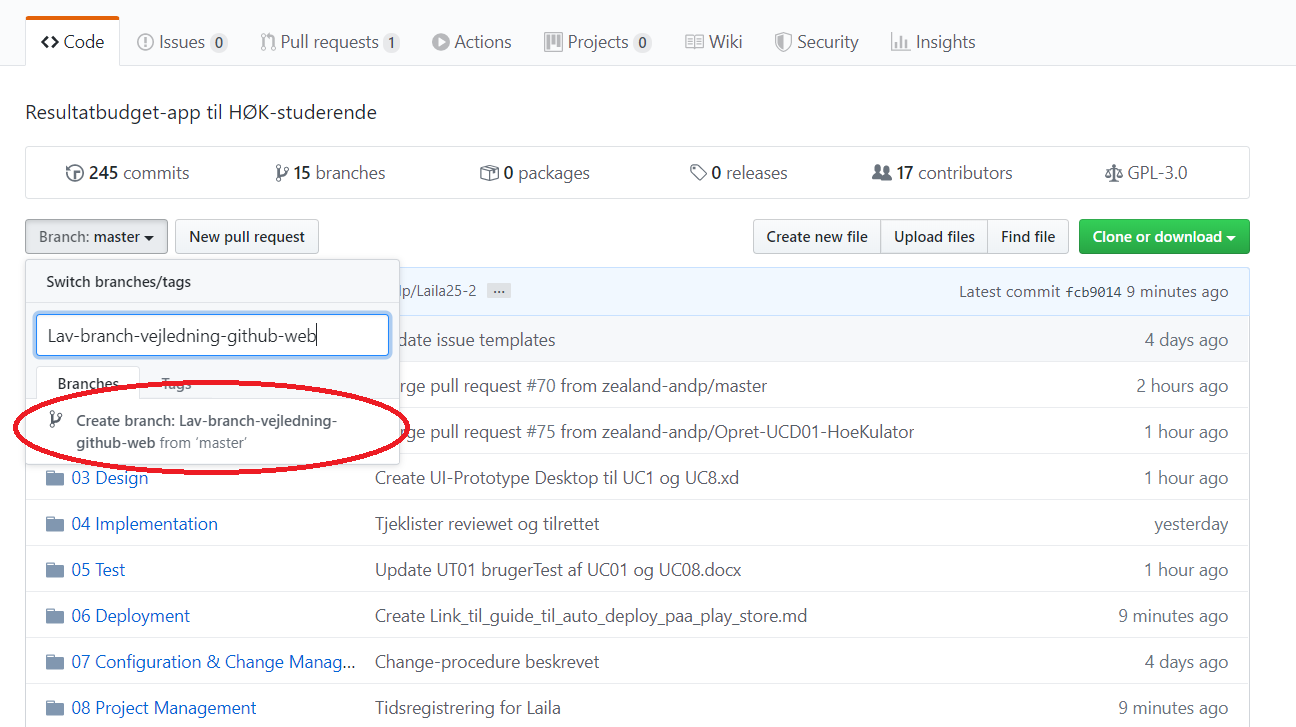 Code Issues 0 Pull requests 1 Actions Projects 0 Wiki Security Insights
Resultatbudget-app til HØK-studerende
245 commits 15 branches 0 packages 0 releases 17 contributors GPL-3.0
Branch: master New pull request Create new file Upload files Find file Clone or download
Switch branches/tags
lp/Laila25-2 ... Latest commit fcb9014 9 minutes ago
Lav-branch-vejledning-github-web
date issue templates 4 days ago
Branches Tags
rge pull request #70 from zealand-andp/master 2 hours ago
Create branch: Lav-branch-vejledning-
github-web from ‘master’
rge pull request #75 from zealand-andp/Opret-UCD01-HoeKulator 1 hour ago
03 Design Create UI-Prototype Desktop til UC1 og UC8.xd 1 hour ago
04 Implementation Tjeklister reviewet og tilrettet yesterday
05 Test Update UT01 brugerTest af UC01 og UC08.docx 1 hour ago
06 Deployment Create Link_til_guide_til_auto_deploy_paa_play_store.md 9 minutes ago
07 Configuration & Change Manag... Change-procedure beskrevet 4 days ago
08 Project Management Tidsregistrering for Laila 9 minutes ago